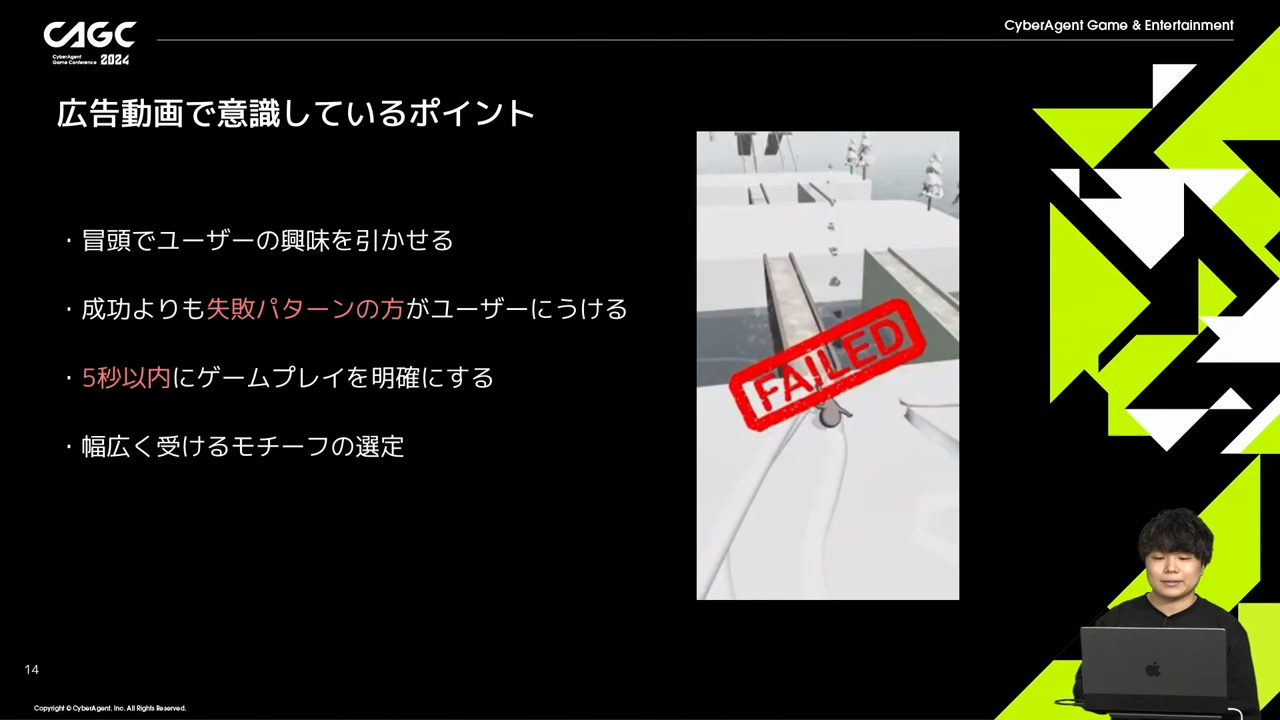 CAGC
CyberAgent
Game Conference 2024
CyberAgent Game & Entertainment
広告動画で意識しているポイント
・冒頭でユーザーの興味を引かせる
・成功よりも失敗パターンの方がユーザーにうける
・5秒以内にゲームプレイを明確にする
・幅広く受けるモチーフの選定
FAILED
14
Copyright © CyberAgent. Inc. All Rights Reserved.